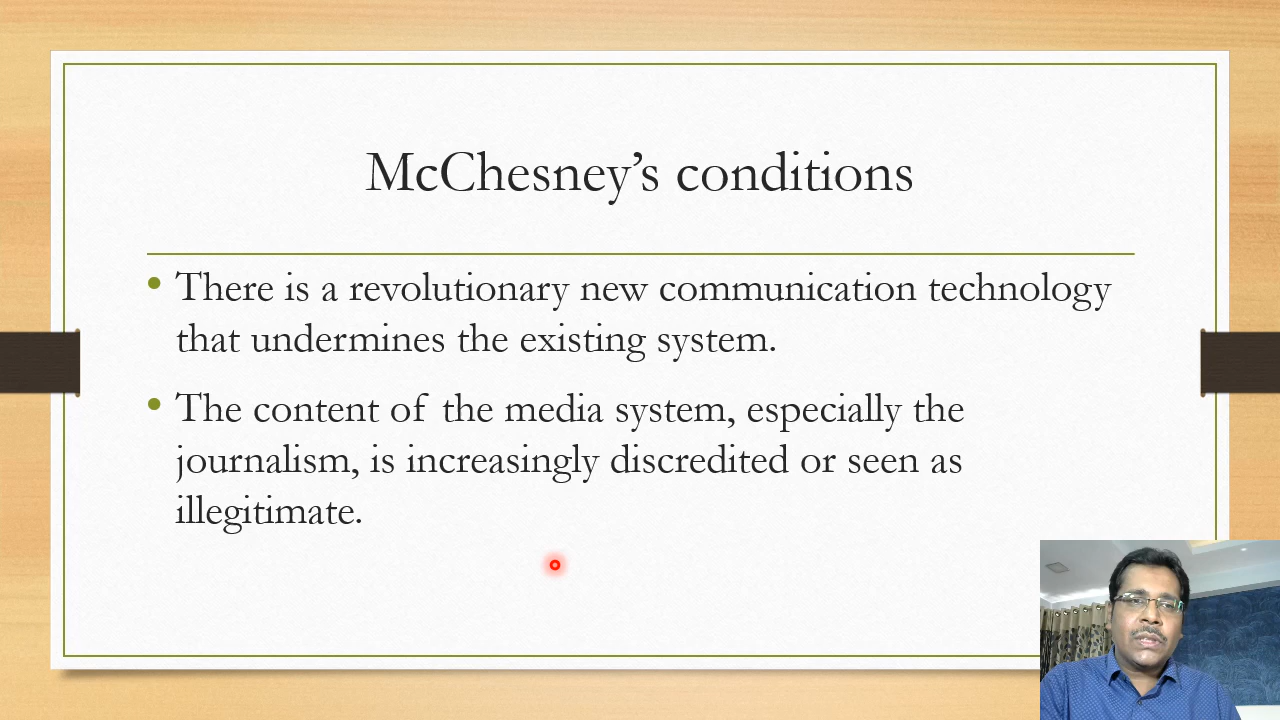 McChesney’s conditions
• There is a revolutionary new communication technology
that undermines the existing system.
• The content of the media system, especially the
journalism, is increasingly discredited or seen as
illegitimate.